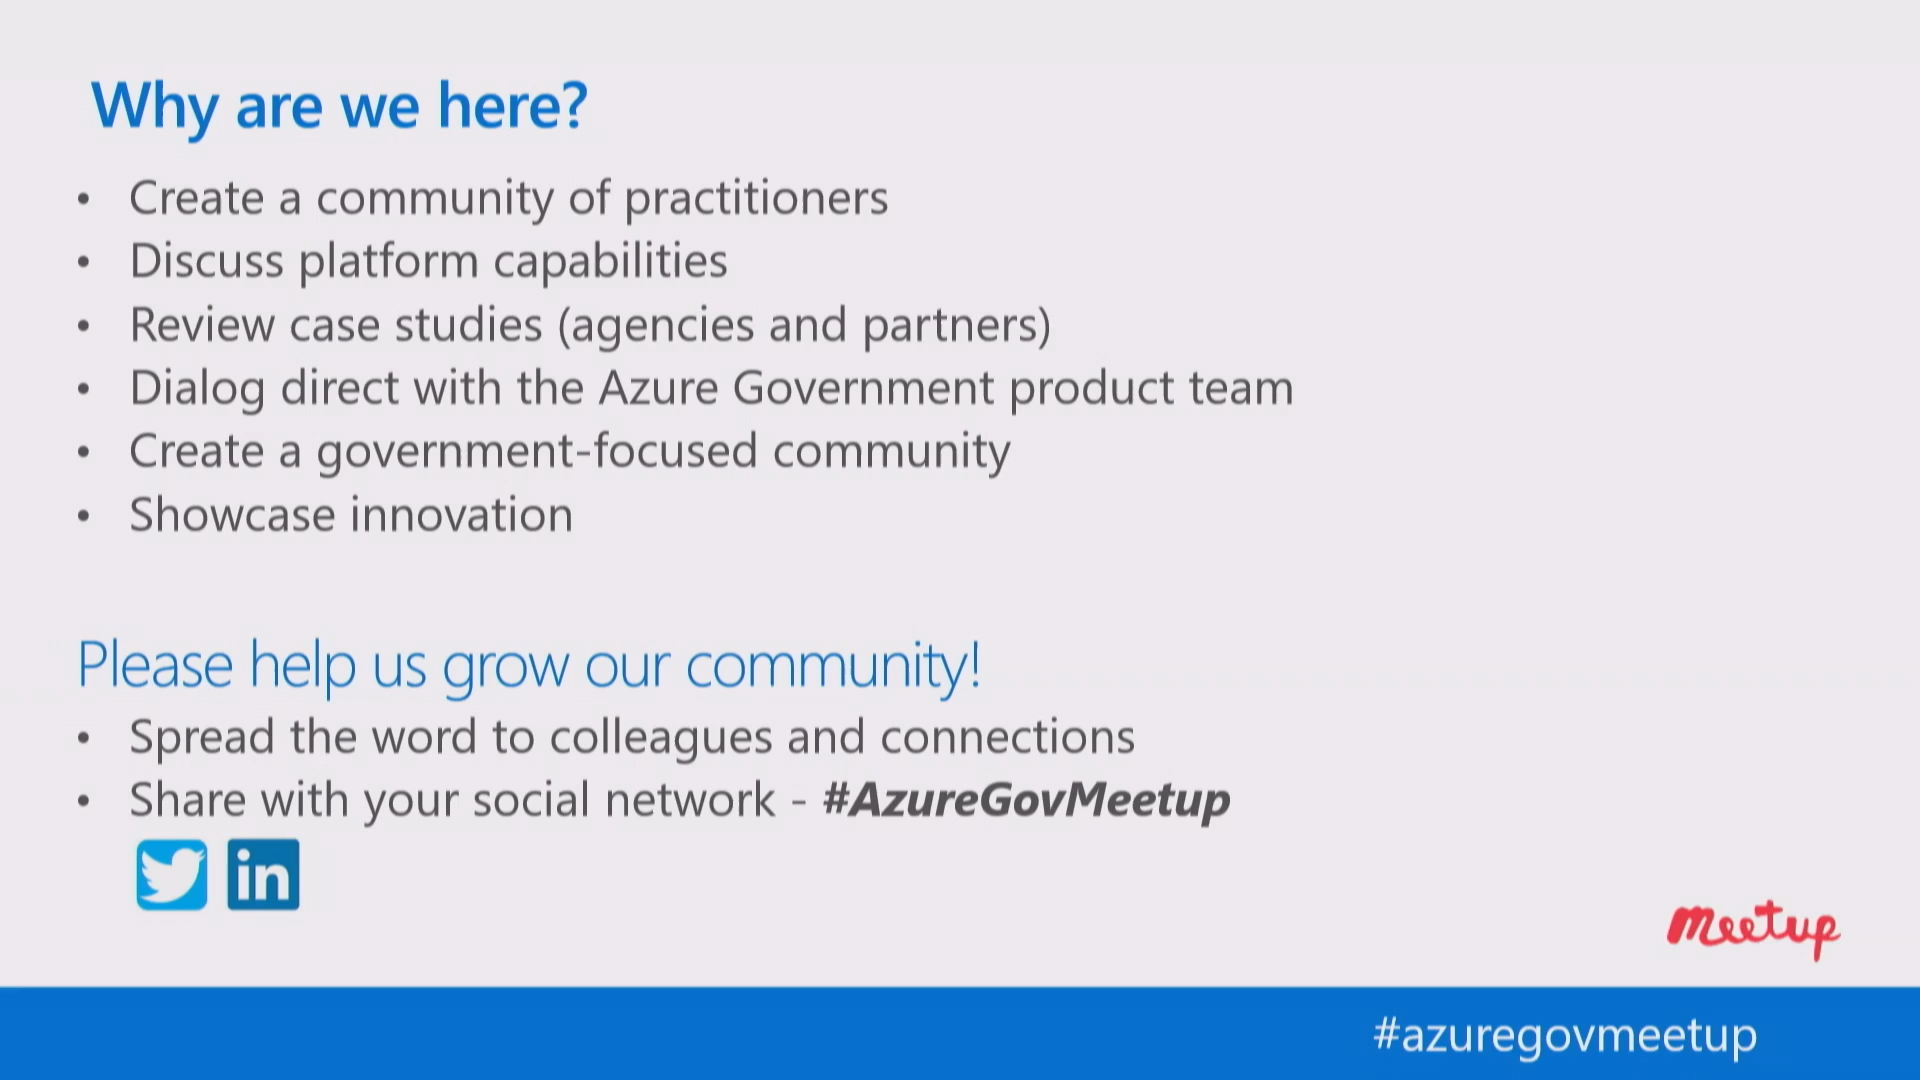 Why are we here?
• Create a community of practitioners
• Discuss platform capabilities
• Review case studies (agencies and partners)
• Dialog direct with the Azure Government product team
• Create a government-focused community
• Showcase innovation
Please help us grow our community!
• Spread the word to colleagues and connections
• Share with your social network - #AzureGovMeetup
in
meetup
#azuregovmeetup